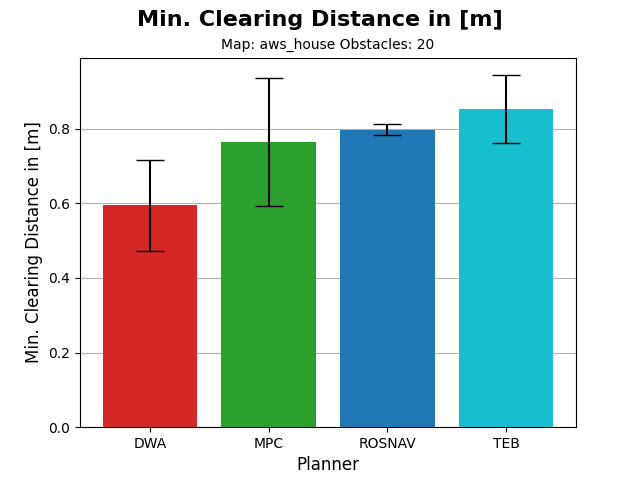 Min. Clearing Distance in [m]
Map: aws_house Obstacles: 20
Min. Clearing Distance in [m]
0.8
0.6
0.4
0.2
0.0
DWA MPC ROSNAV TEB
Planner